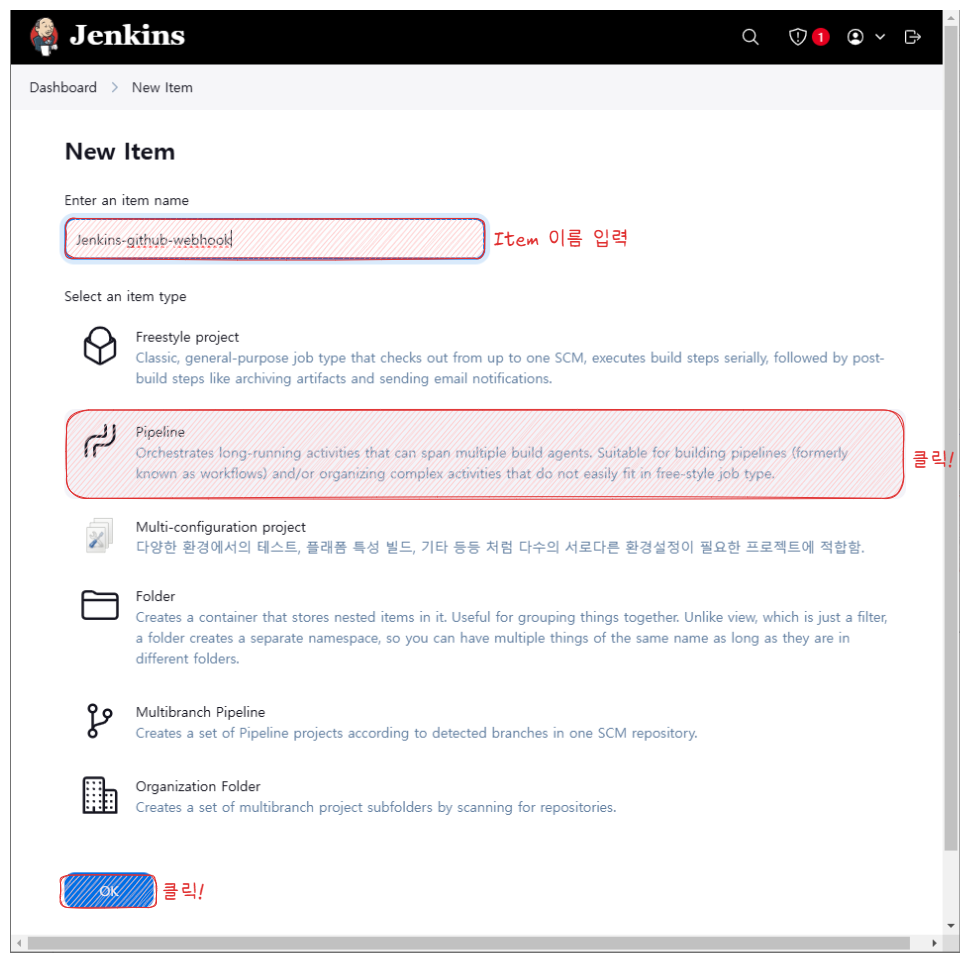 Jenkins
1
Dashboard > New Item
New Item
Enter an item name
Jenkins-github-webhook
Item 이름 입력
Select an item type
Freestyle project
Classic, general-purpose job type that checks out from up to one SCM, executes build steps serially, followed by post-
build steps like archiving artifacts and sending email notifications.
Pipeline
Orchestrates long-running activities that can span multiple build agents. Suitable for building pipelines (formerly
known as workflows) and/or organizing complex activities that do not easily fit in free-style job type.
클릭!
Multi-configuration project
다양한 환경에서의 테스트, 플래폼 특성 빌드, 기타 등등 처럼 다수의 서로다른 환경설정이 필요한 프로젝트에 적합함.
Folder
Creates a container that stores nested items in it. Useful for grouping things together. Unlike view, which is just a filter,
a folder creates a separate namespace, so you can have multiple things of the same name as long as they are in
different folders.
Multibranch Pipeline
Creates a set of Pipeline projects according to detected branches in one SCM repository.
Organization Folder
Creates a set of multibranch project subfolders by scanning for repositories.
OK
클릭!